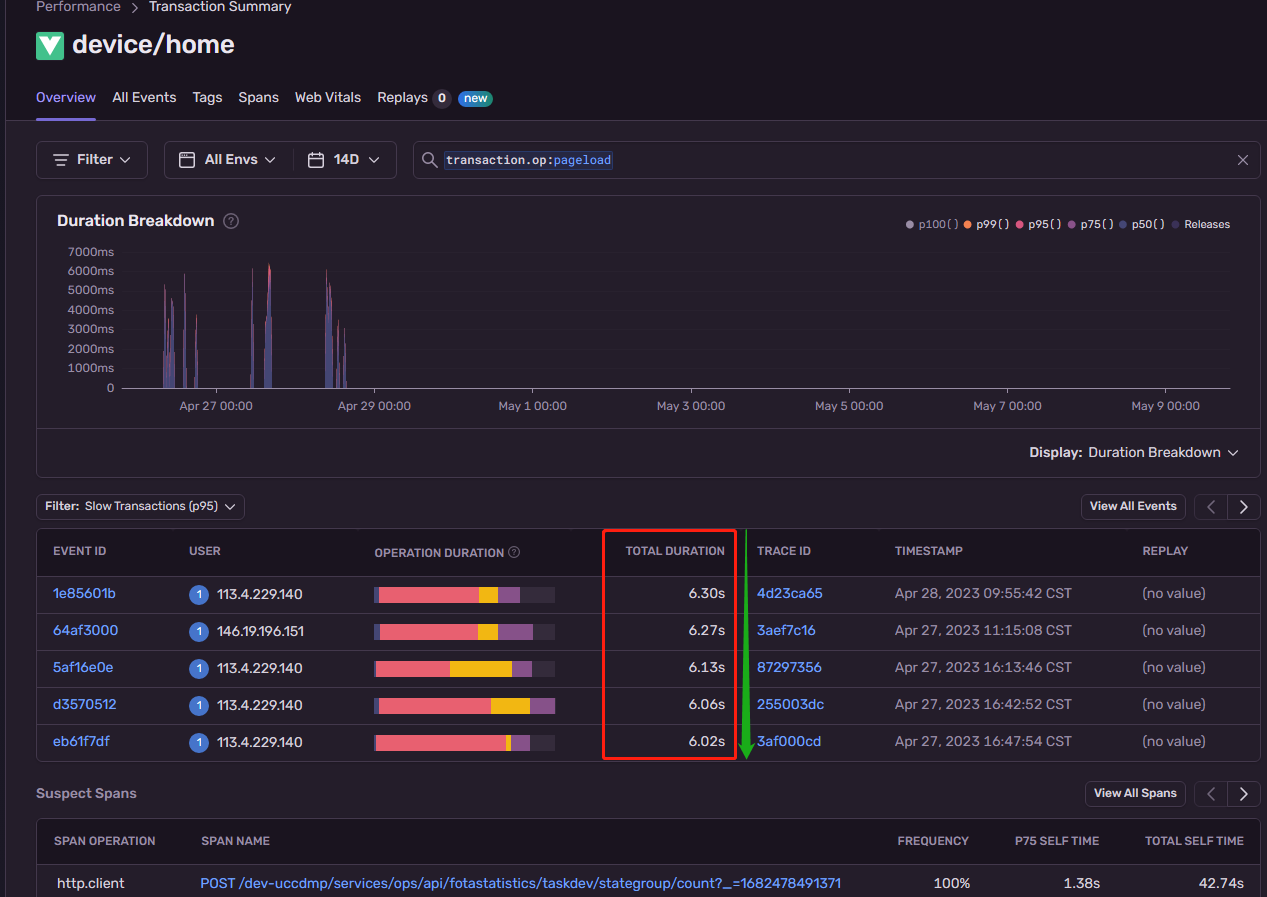 Performance > Transaction Summary
device/home
Overview All Events Tags Spans Web Vitals Replays 0 new
Filter All Envs 14D transaction.op:pageload
Duration Breakdown ?
p100() p99() p95() p75() p50() Releases
7000ms
6000ms
5000ms
4000ms
3000ms
2000ms
1000ms
0
Apr 27 00:00 Apr 29 00:00 May 1 00:00 May 3 00:00 May 5 00:00 May 7 00:00 May 9 00:00
Display: Duration Breakdown
Filter: Slow Transactions (p95) View All Events
EVENT ID USER OPERATION DURATION ? TOTAL DURATION TRACE ID TIMESTAMP REPLAY
1e85601b 1 113.4.229.140 6.30s 4d23ca65 Apr 28, 2023 09:55:42 CST (no value)
64af3000 1 146.19.196.151 6.27s 3aef7c16 Apr 27, 2023 11:15:08 CST (no value)
5af16e0e 1 113.4.229.140 6.13s 87297356 Apr 27, 2023 16:13:46 CST (no value)
d3570512 1 113.4.229.140 6.06s 255003dc Apr 27, 2023 16:42:52 CST (no value)
eb61f7df 1 113.4.229.140 6.02s 3af000cd Apr 27, 2023 16:47:54 CST (no value)
Suspect Spans View All Spans
SPAN OPERATION SPAN NAME FREQUENCY P75 SELF TIME TOTAL SELF TIME
http.client POST /dev-uccdmp/services/ops/api/fotastatistics/taskdev/stategroup/count?_=1682478491371 100% 1.38s 42.74s